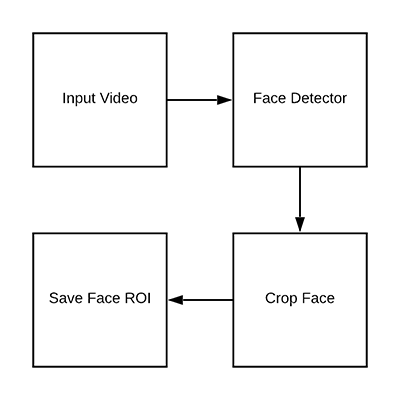 Input Video
Face Detector
Crop Face
Save Face ROI